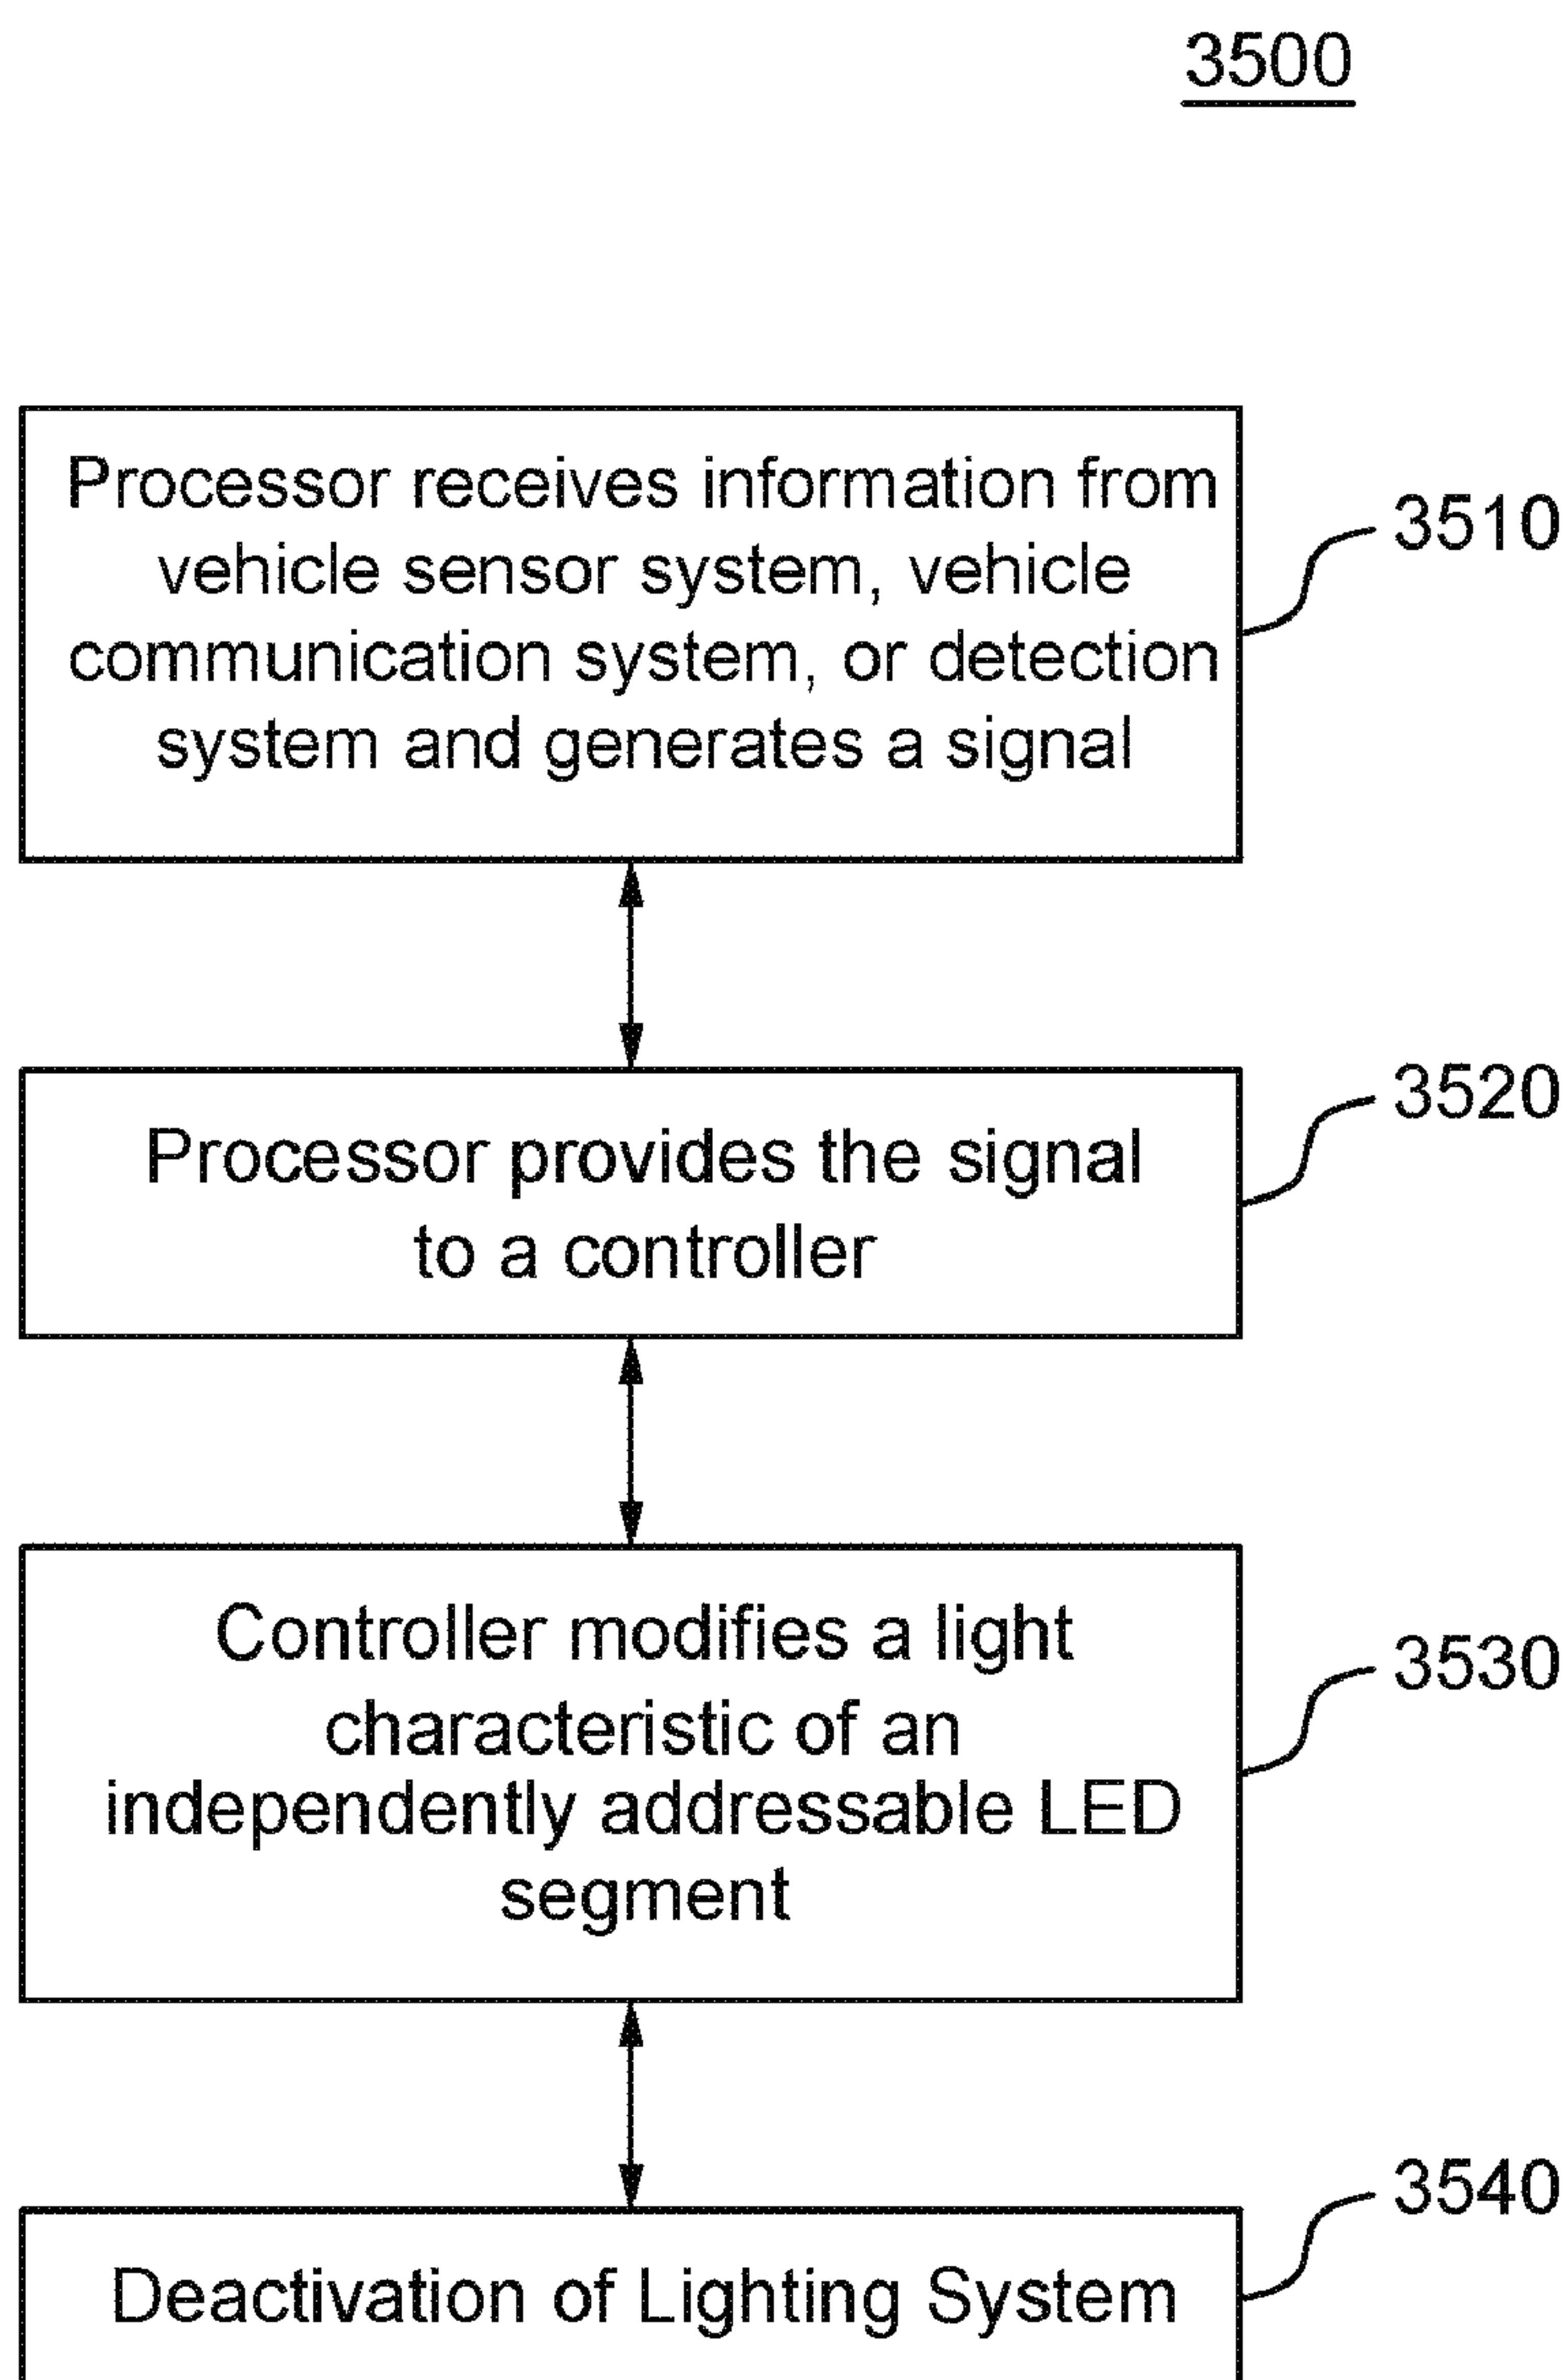 3500
Processor receives information from
vehicle sensor system, vehicle
communication system, or detection
system and generates a signal
3510
Processor provides the signal
to a controller
3520
Controller modifies a light
characteristic of an
independently addressable LED
segment
3530
Deactivation of Lighting System
3540